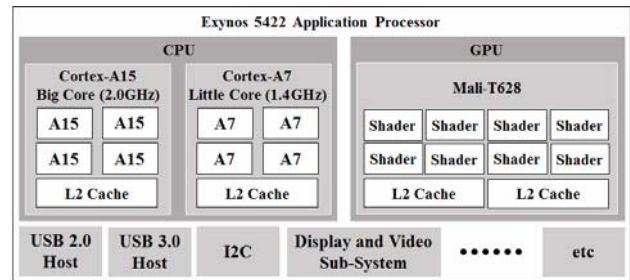 Exynos 5422 Application Processor
CPU
Cortex-A15
Big Core (2.0GHz)
A15 A15
A15 A15
L2 Cache
Cortex-A7
Little Core (1.4GHz)
A7 A7
A7 A7
L2 Cache
GPU
Mali-T628
Shader Shader Shader Shader
Shader Shader Shader Shader
L2 Cache L2 Cache
USB 2.0
Host
USB 3.0
Host
I2C
Display and Video
Sub-System
••••••
etc